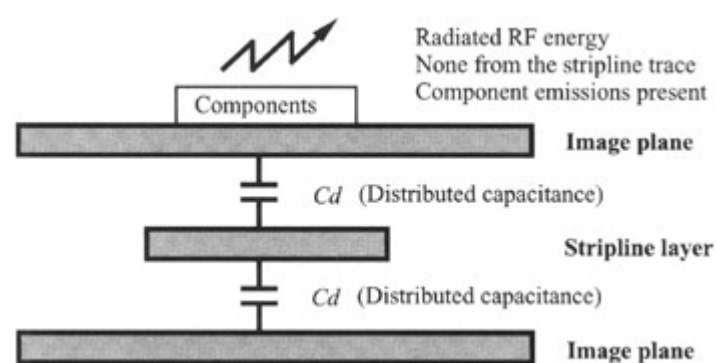 Radiated RF energy
None from the stripline trace
Component emissions present
Components
Image plane
Cd (Distributed capacitance)
Stripline layer
Cd (Distributed capacitance)
Image plane